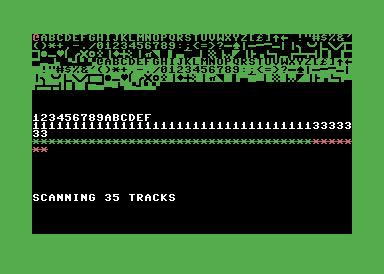 @ABCDEFGHIJKLMNOPQRSTUVWXYZ[£]↑← !"#$%&'
()*+,-./0123456789:;<=>?
@ABCDEFGHIJKLMNOPQRSTUVWXYZ[£]↑←
!"#$%&'()*+,-./0123456789:;<=>?
123456789ABCDEF
1111111111111111111111111111111111133333
33
××××××××××××××××××××××××××××××××××××××××
××
SCANNING 35 TRACKS